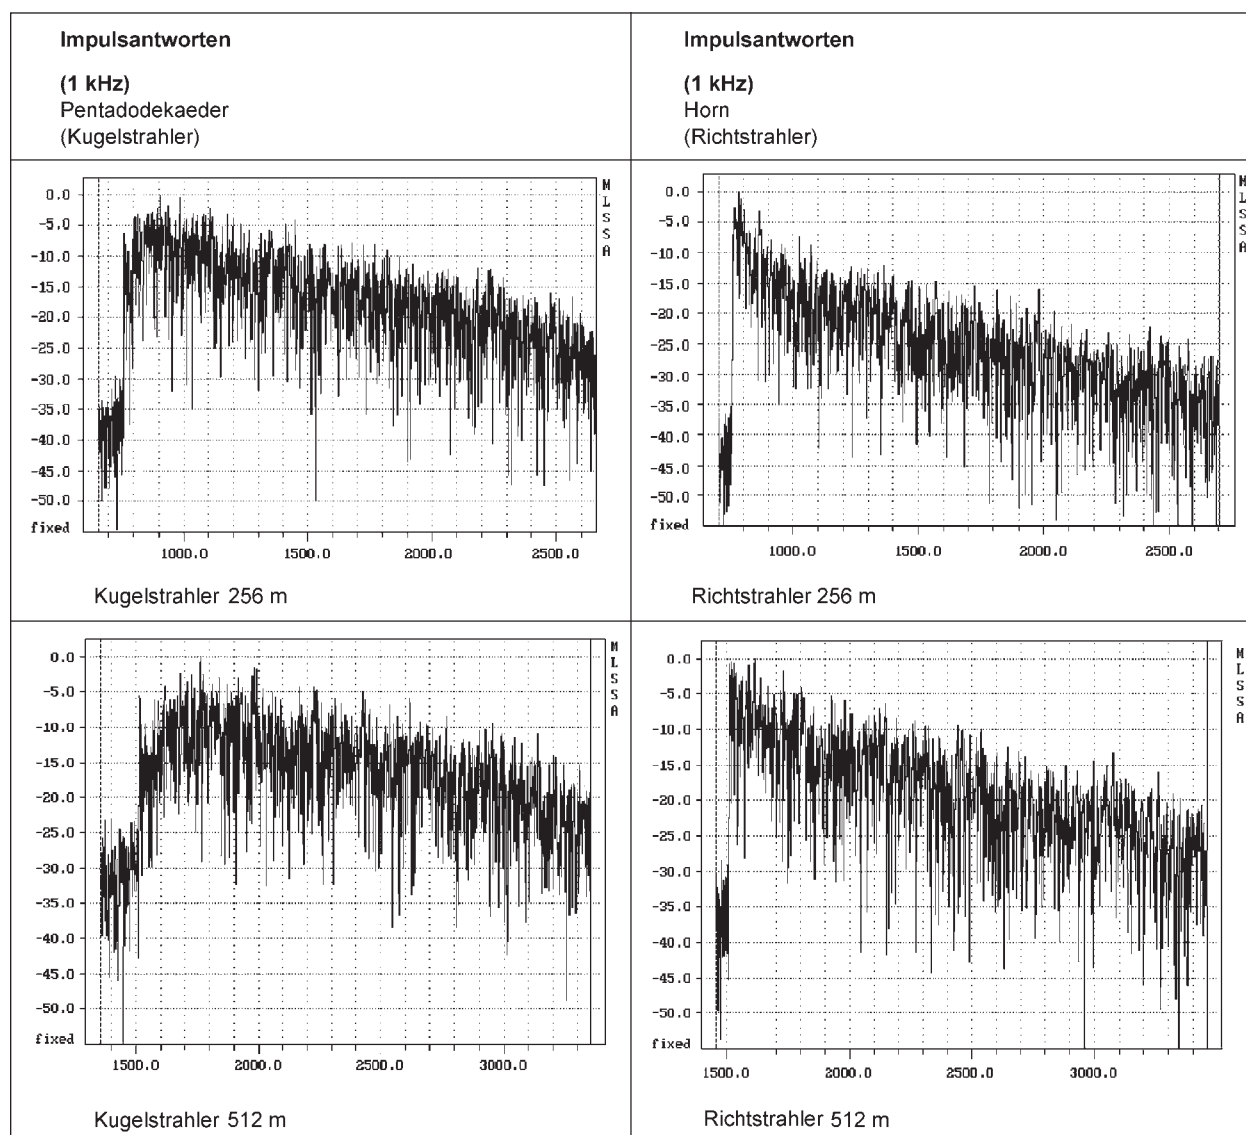 Impulsantworten
(1 kHz)
Pentadodekaeder
(Kugelstrahler)
Impulsantworten
(1 kHz)
Horn
(Richtstrahler)
0.0
-5.0
-10.0
-15.0
-20.0
-25.0
-30.0
-35.0
-40.0
-45.0
-50.0
fixed
1000.0 1500.0 2000.0 2500.0
MLSSA
Kugelstrahler 256 m
0.0
-5.0
-10.0
-15.0
-20.0
-25.0
-30.0
-35.0
-40.0
-45.0
-50.0
fixed
1000.0 1500.0 2000.0 2500.0
MLSSA
Richtstrahler 256 m
0.0
-5.0
-10.0
-15.0
-20.0
-25.0
-30.0
-35.0
-40.0
-45.0
-50.0
fixed
1500.0 2000.0 2500.0 3000.0
MLSSA
Kugelstrahler 512 m
0.0
-5.0
-10.0
-15.0
-20.0
-25.0
-30.0
-35.0
-40.0
-45.0
-50.0
fixed
1500.0 2000.0 2500.0 3000.0
MLSSA
Richtstrahler 512 m